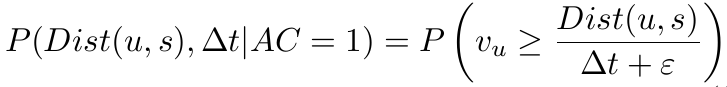 P(Dist(u, s), Δt|AC = 1) = P(v_u ≥ Dist(u, s) / (Δt + ε))